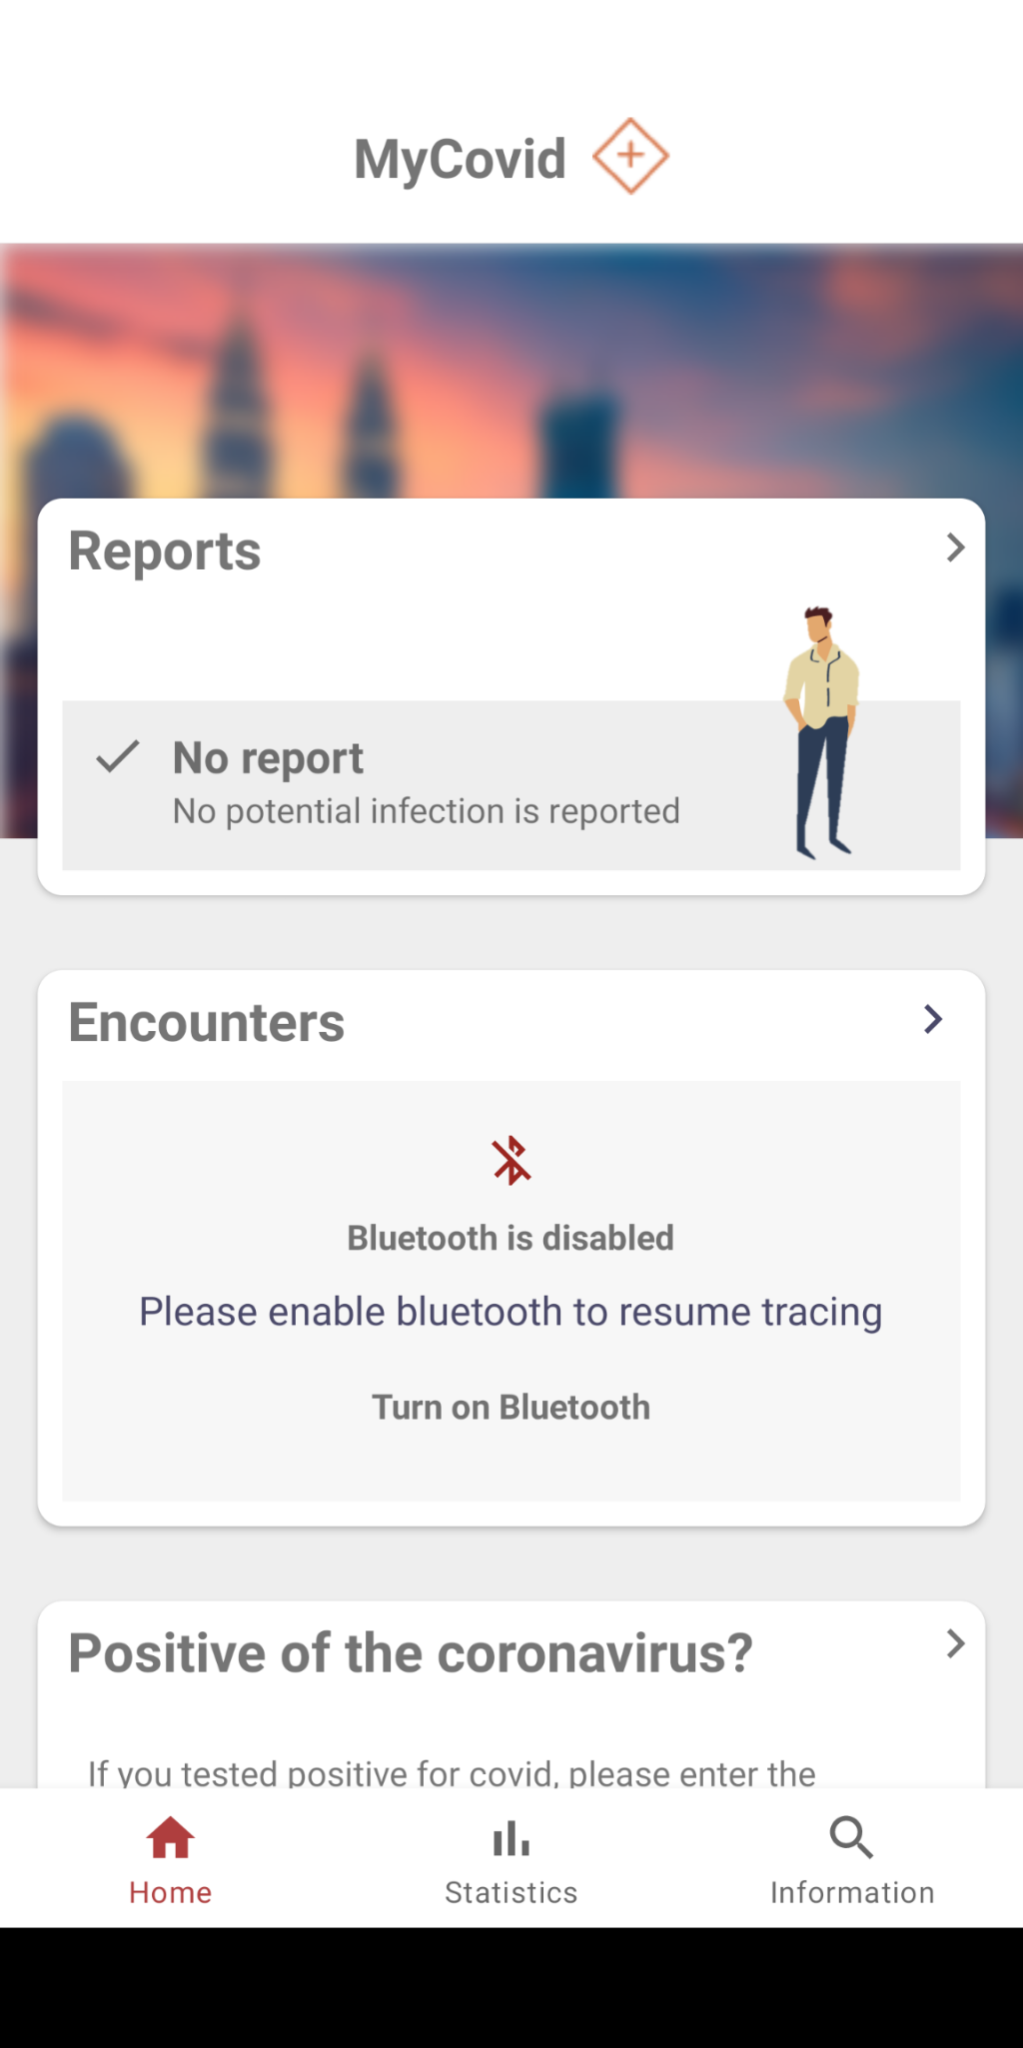 MyCovid
Reports
No report
No potential infection is reported
Encounters
Bluetooth is disabled
Please enable bluetooth to resume tracing
Turn on Bluetooth
Positive of the coronavirus?
If you tested positive for covid, please enter the
Home
Statistics
Information